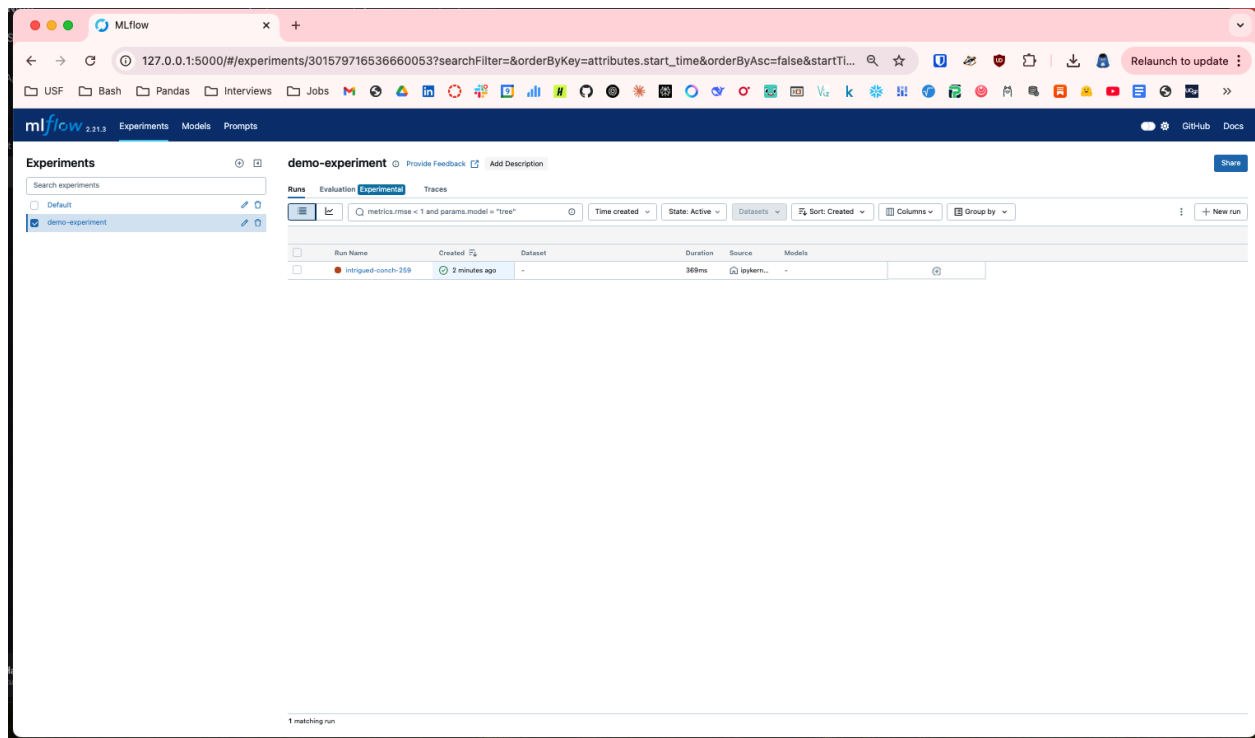 MLflow
127.0.0.1:5000/#/experiments/301579716536660053?searchFilter=&orderByKey=attributes.start_time&orderByAsc=false&startTi...
Relaunch to update
USF Bash Pandas Interviews Jobs
mlflow 2.21.3 Experiments Models Prompts GitHub Docs
Experiments
demo-experiment Provide Feedback Add Description Share
Search experiments
Runs Evaluation Experimental Traces
Default
metrics.rmse < 1 and params.model = "tree" Time created State: Active Datasets Sort: Created Columns Group by + New run
demo-experiment
Run Name Created Dataset Duration Source Models
intrigued-conch-259 2 minutes ago - 369ms ipykern... -
1 matching run